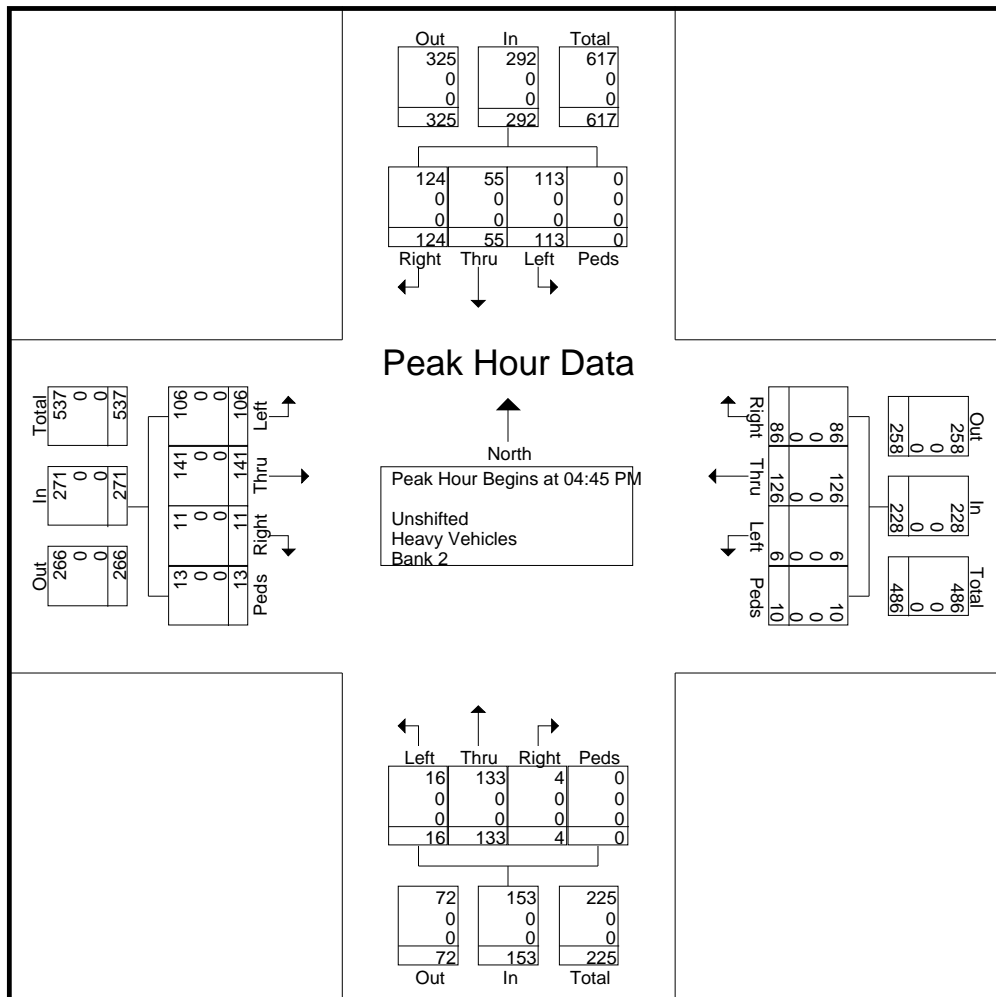 Out In Total
325 292 617
0 0 0
0 0 0
325 292 617
124 55 113 0
0 0 0 0
0 0 0 0
124 55 113 0
Right Thru Left Peds
Peak Hour Data
North
Peak Hour Begins at 04:45 PM
Unshifted
Heavy Vehicles
Bank 2
Total
537 0 0 537
In
271 0 0 271
Out
266 0 0 266
106 0 0 106
Left
141 0 0 141
Thru
11 0 0 11
Right
13 0 0 13
Peds
Right
86 0 0 86
Thru
126 0 0 126
Left
6 0 0 6
Peds
10 0 0 10
Out
258 0 0 258
In
228 0 0 228
Total
486 0 0 486
Left Thru Right Peds
16 133 4 0
0 0 0 0
0 0 0 0
16 133 4 0
72 153 225
0 0 0
0 0 0
72 153 225
Out In Total